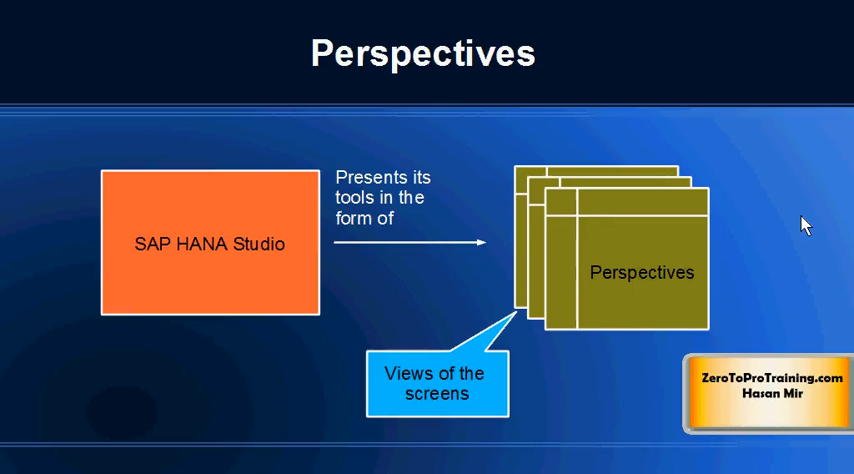 Perspectives
Presents its
tools in the
form of
SAP HANA Studio
Perspectives
Views of the
screens
ZeroToProTraining.com
Hasan Mir